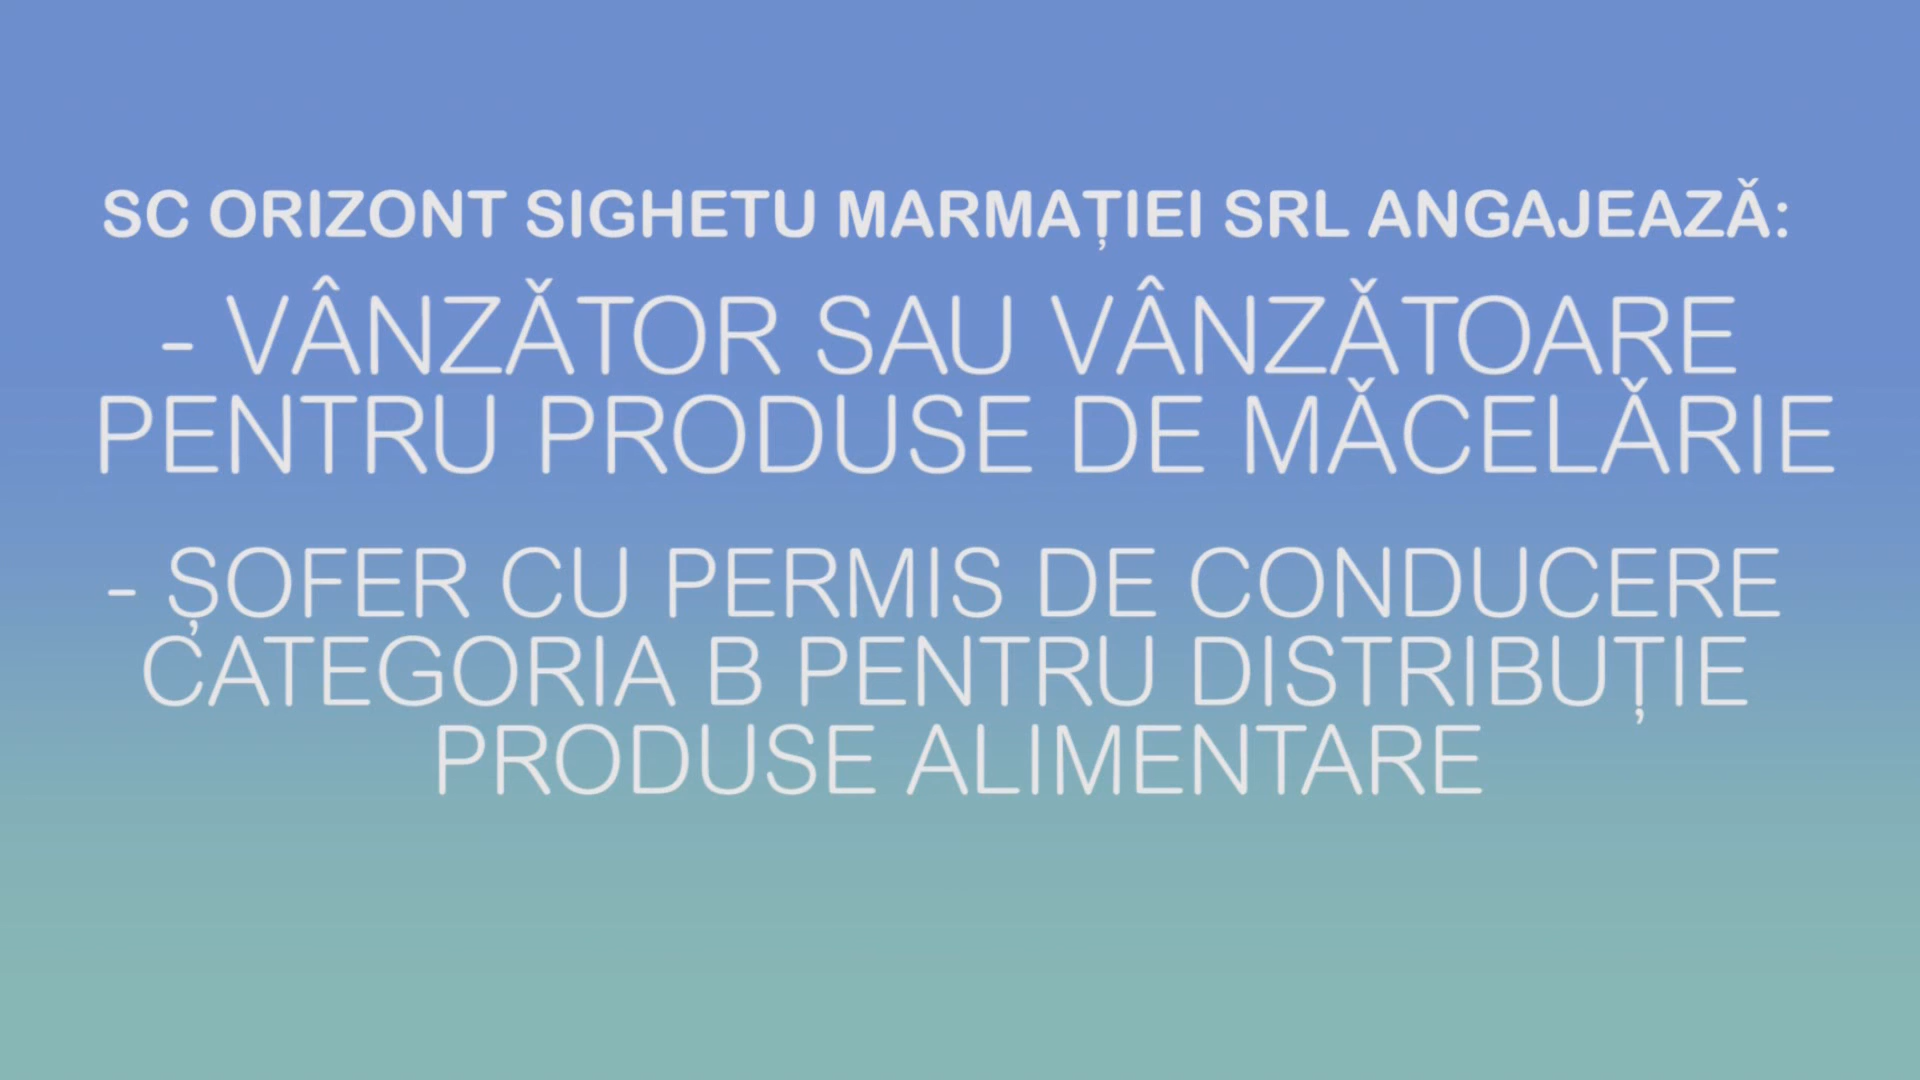 SC ORIZONT SIGHETU MARMAȚIEI SRL ANGAJEAZĂ:
- VÂNZĂTOR SAU VÂNZĂTOARE
PENTRU PRODUSE DE MĂCELĂRIE
- ȘOFER CU PERMIS DE CONDUCERE
CATEGORIA B PENTRU DISTRIBUȚIE
PRODUSE ALIMENTARE